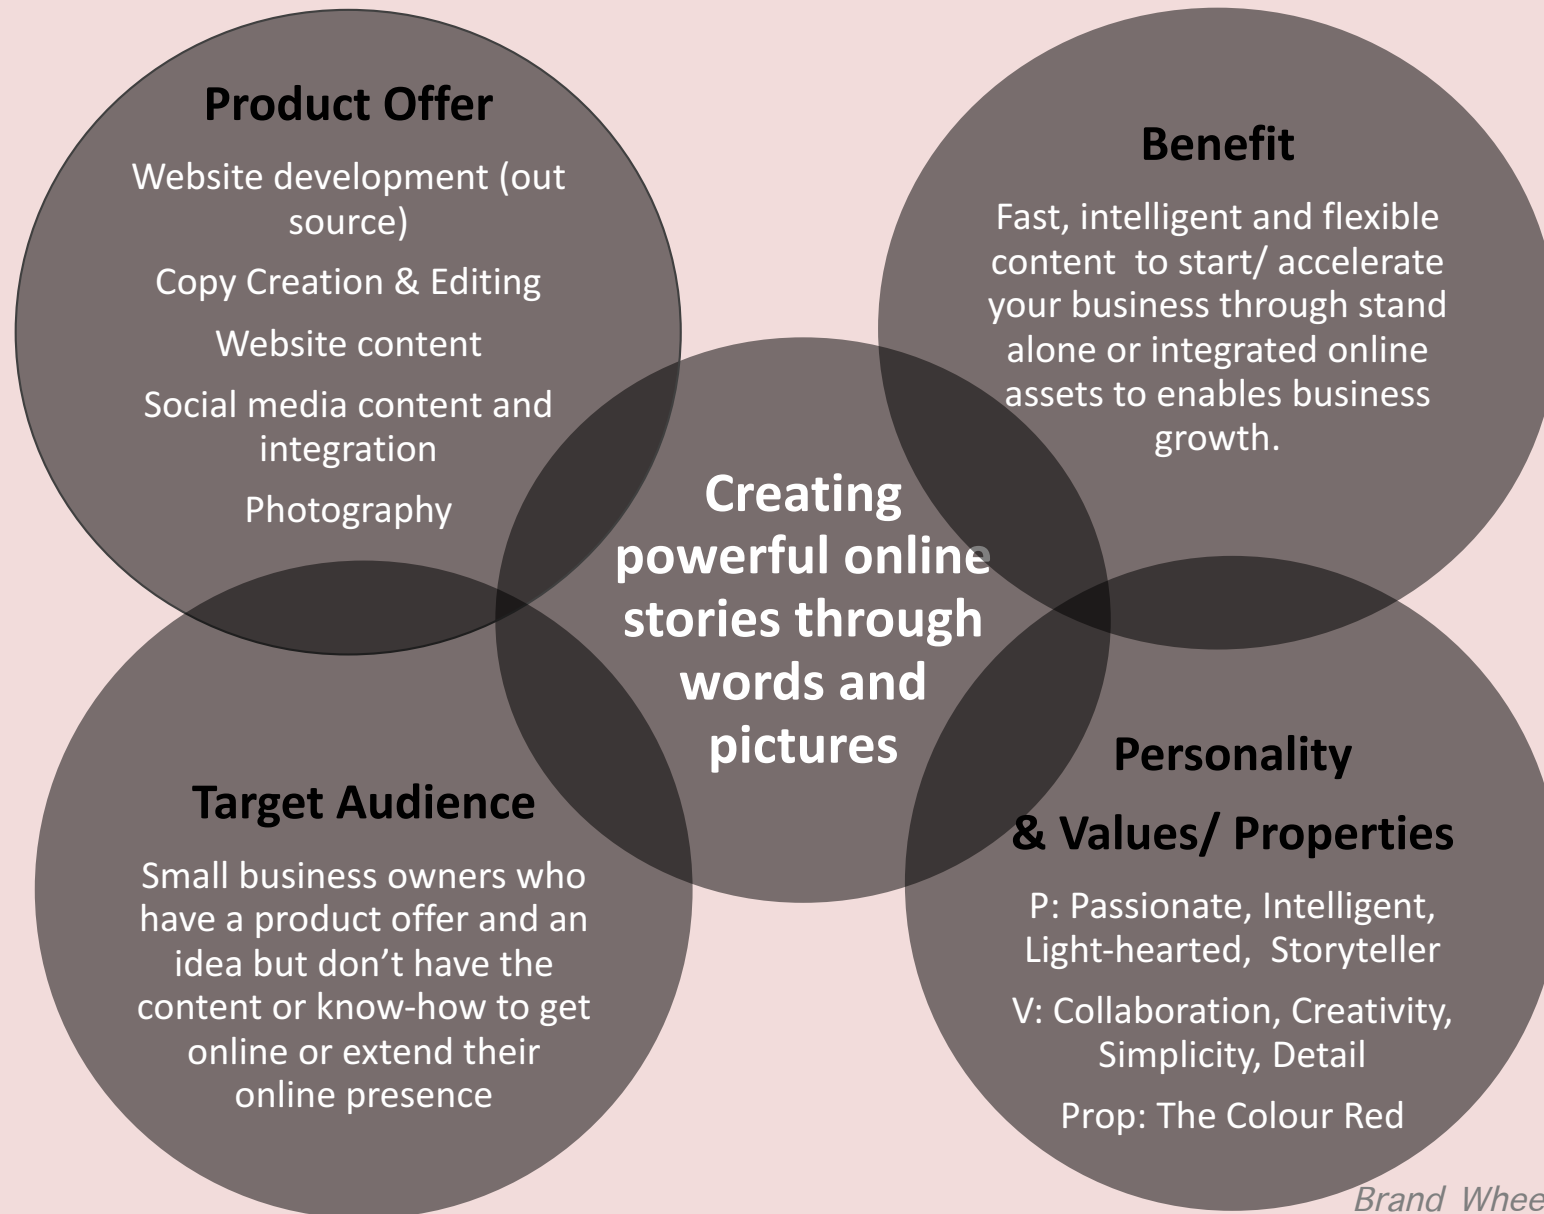 Product Offer
Website development (out
source)
Copy Creation & Editing
Website content
Social media content and
integration
Photography
Benefit
Fast, intelligent and flexible
content  to start/ accelerate
your business through stand
alone or integrated online
assets to enables business
growth.
Creating
powerful online
stories through
words and
pictures
Target Audience
Small business owners who
have a product offer and an
idea but don’t have the
content or know-how to get
online or extend their
online presence
Personality
& Values/ Properties
P: Passionate, Intelligent,
Light-hearted,  Storyteller
V: Collaboration, Creativity,
Simplicity, Detail
Prop: The Colour Red
Brand Whee